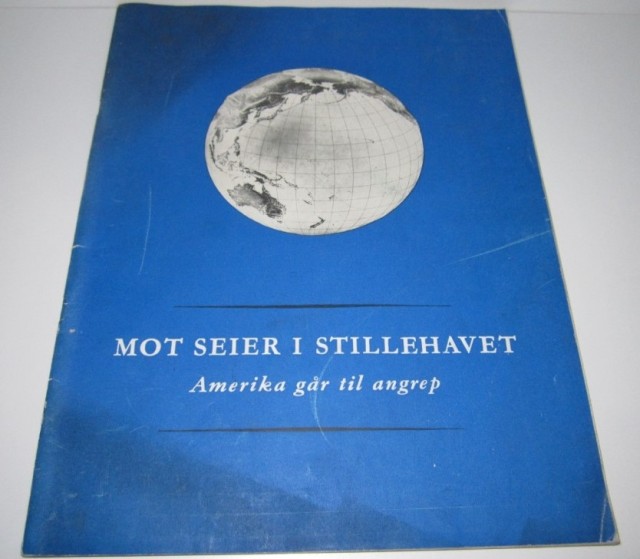 MOT SEIER I STILLEHAVET
Amerika går til angrep